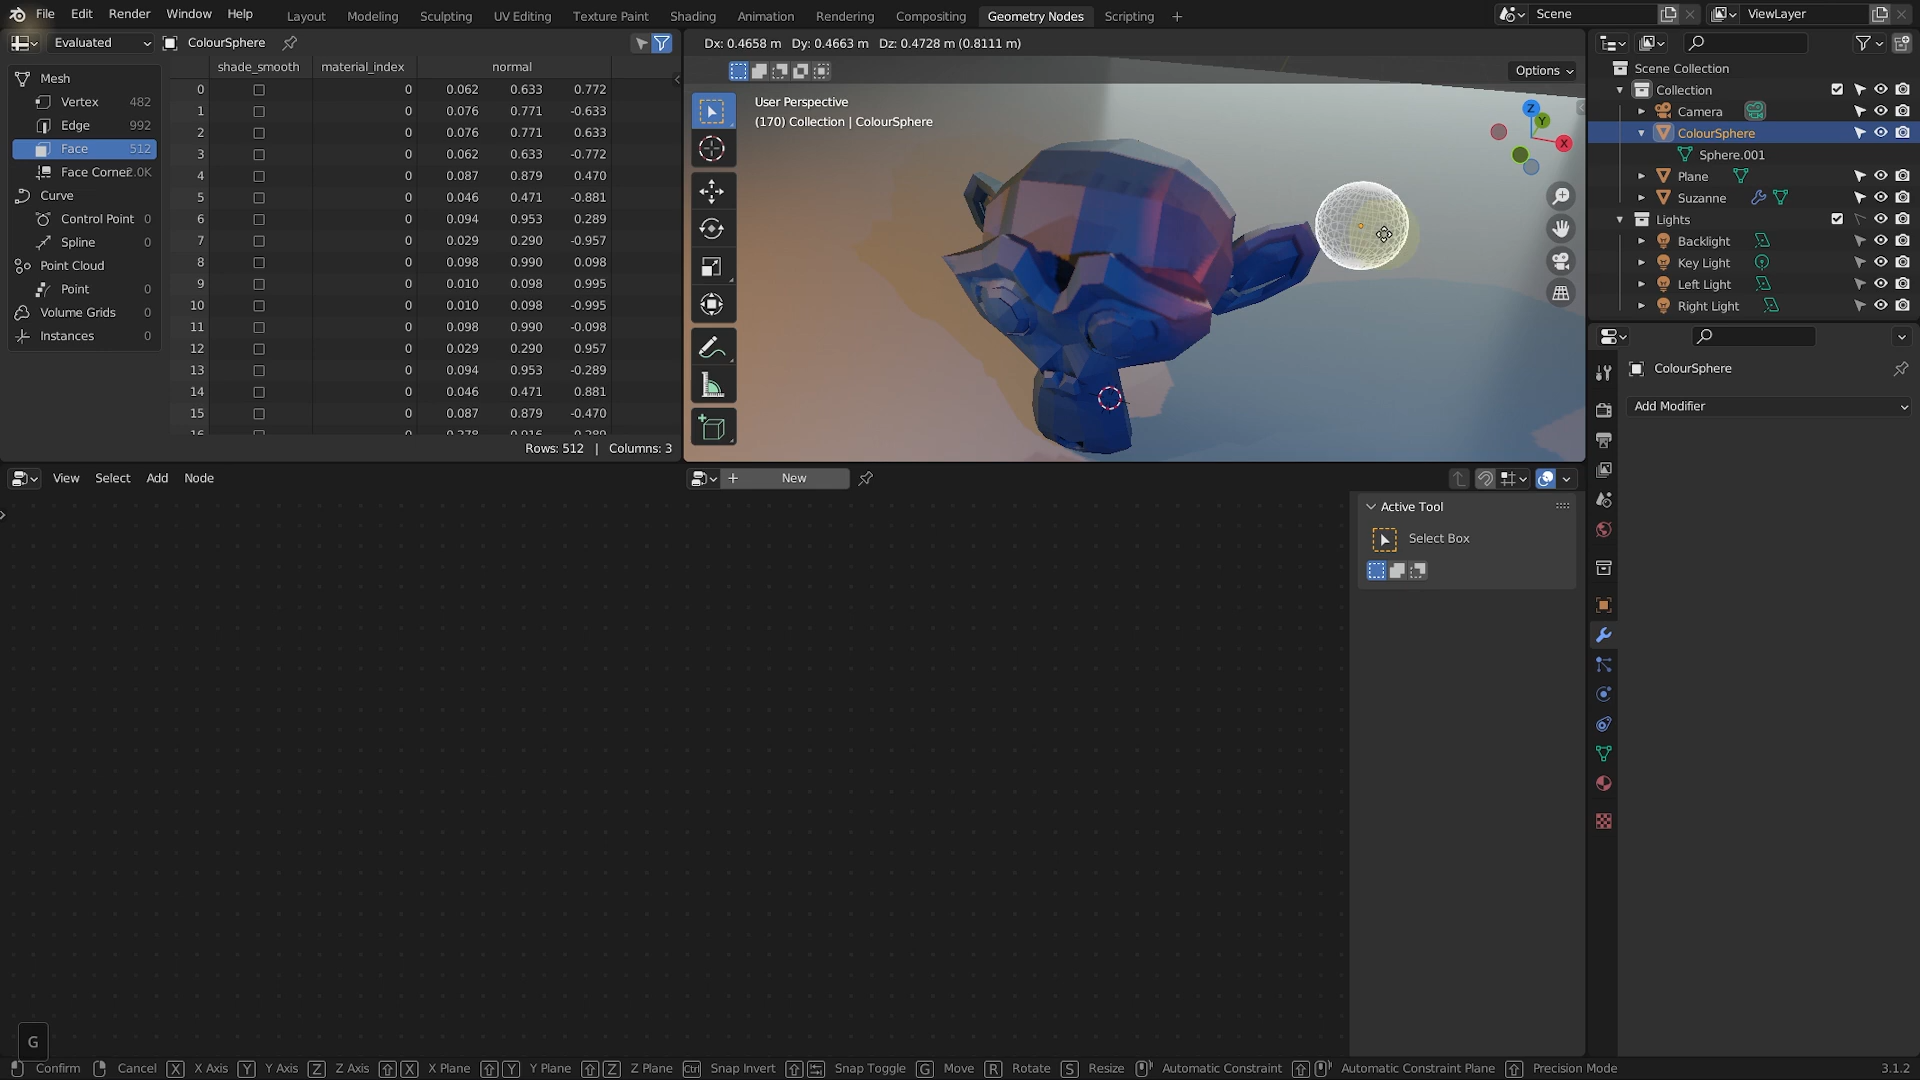 File Edit Render Window Help Layout Modeling Sculpting UV Editing Texture Paint Shading Animation Rendering Compositing Geometry Nodes Scripting + Scene ViewLayer
Evaluated ColourSphere Dx: 0.4658 m Dy: 0.4663 m Dz: 0.4728 m (0.8111 m)
shade_smooth material_index normal
Mesh
Vertex 482
Edge 992
Face 512
Face Corner 2.0K
Curve
Control Point 0
Spline 0
Point Cloud
Point 0
Volume Grids 0
Instances 0
0 0 0.062 0.633 0.772
1 0 0.076 0.771 -0.633
2 0 0.076 0.771 0.633
3 0 0.062 0.633 -0.772
4 0 0.087 0.879 0.470
5 0 0.046 0.471 -0.881
6 0 0.094 0.953 0.289
7 0 0.029 0.290 -0.957
8 0 0.098 0.990 0.098
9 0 0.010 0.098 0.995
10 0 0.010 0.098 -0.995
11 0 0.098 0.990 -0.098
12 0 0.029 0.290 0.957
13 0 0.094 0.953 -0.289
14 0 0.046 0.471 0.881
15 0 0.087 0.879 -0.470
Rows: 512 | Columns: 3
Options
User Perspective
(170) Collection | ColourSphere
Z
Y
X
Scene Collection
Collection
Camera
ColourSphere
Sphere.001
Plane
Suzanne
Lights
Backlight
Key Light
Left Light
Right Light
ColourSphere
Add Modifier
View Select Add Node + New
Active Tool
Select Box
G
Confirm Cancel X X Axis Y Y Axis Z Z Axis X X Plane Y Y Plane Z Z Plane Ctrl Snap Invert Snap Toggle G Move R Rotate S Resize Automatic Constraint Automatic Constraint Plane Precision Mode 3.1.2